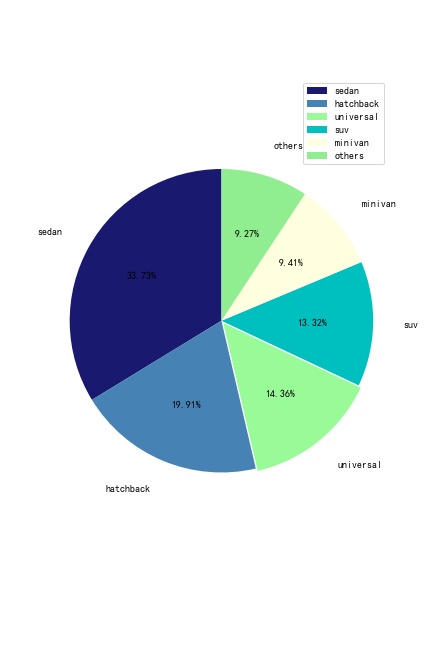 sedan
hatchback
universal
suv
minivan
others
others
minivan
sedan
9.27%
9.41%
33.73%
13.32%
suv
14.36%
19.91%
universal
hatchback